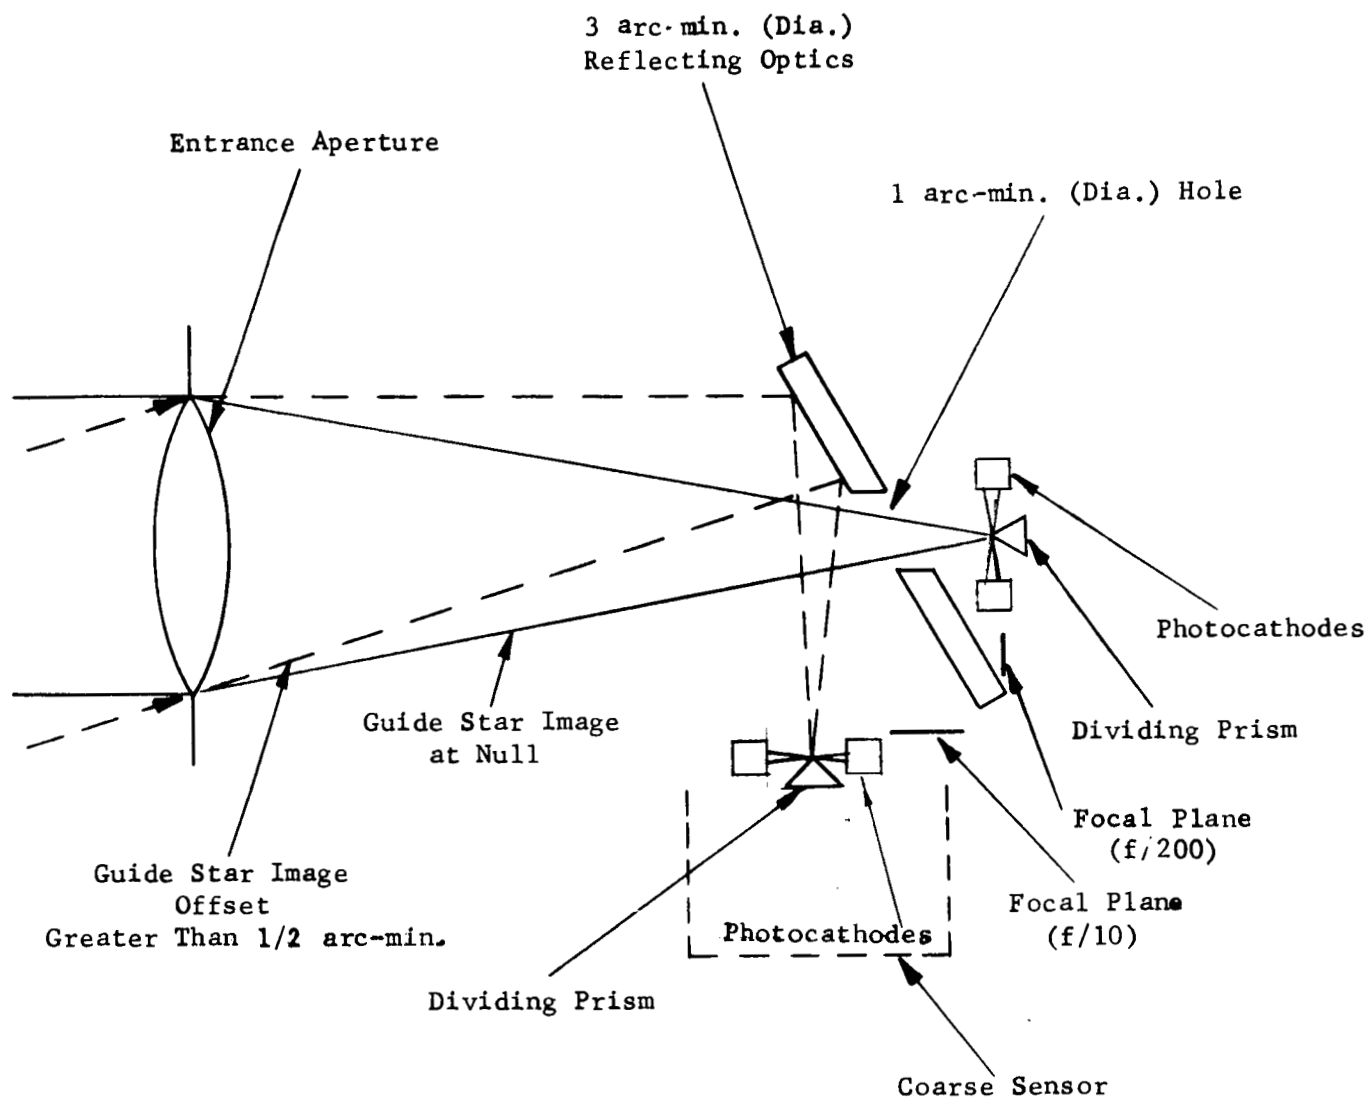 3 arc-min. (Dia.)
Reflecting Optics
Entrance Aperture
1 arc-min. (Dia.) Hole
Photocathodes
Guide Star Image
at Null
Dividing Prism
Focal Plane
(f/200)
Guide Star Image
Offset
Greater Than 1/2 arc-min.
Focal Plane
(f/10)
Photocathodes
Dividing Prism
Coarse Sensor